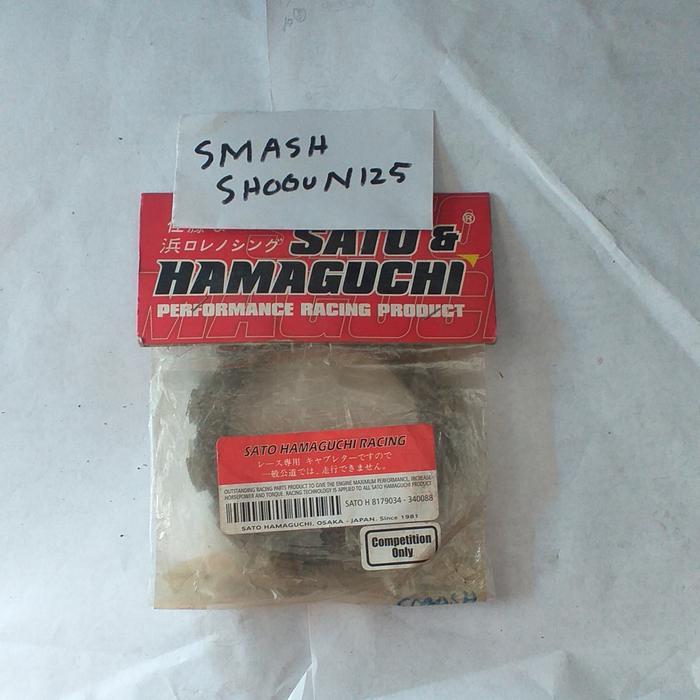 SMASH
SHOGUN 125
浜ロレノシング
SATO &
HAMAGUCHI
®
PERFORMANCE RACING PRODUCT
SATO HAMAGUCHI RACING
レース専用 キャブレターですので
一般公道では、走行できません。
OUTSTANDING RACING PARTS PRODUCT TO GIVE THE ENGINE MAXIMUM PERFORMANCE, INCREASE
HORSEPOWER AND TORQUE. RACING TECHNOLOGY IS APPLIED TO ALL SATO HAMAGUCHI PRODUCT
SATO H 8179034 - 340088
SATO HAMAGUCHI, OSAKA - JAPAN. Since 1981
Competition
Only
SMASH